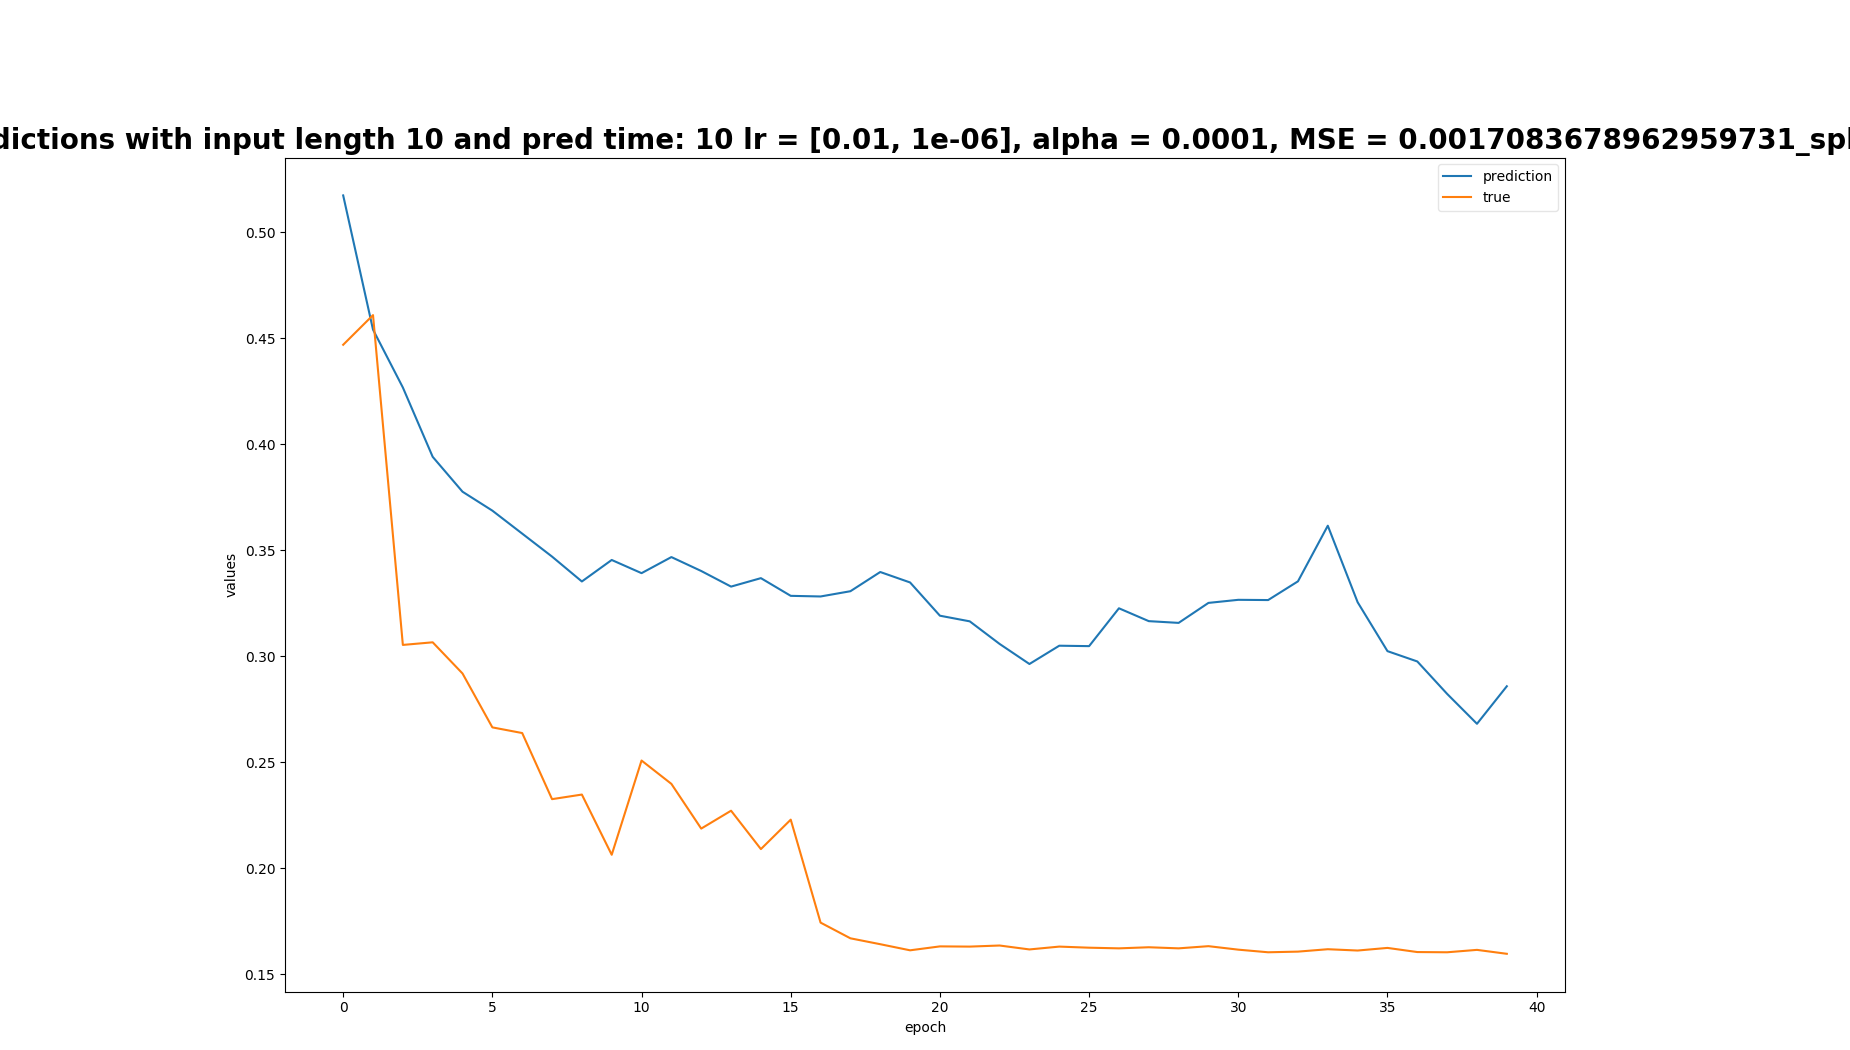 dictions with input length 10 and pred time: 10 lr = [0.01, 1e-06], alpha = 0.0001, MSE = 0.0017083678962959731_spl
prediction
true
0.50
0.45
0.40
0.35
0.30
0.25
0.20
0.15
values
0 5 10 15 20 25 30 35 40
epoch